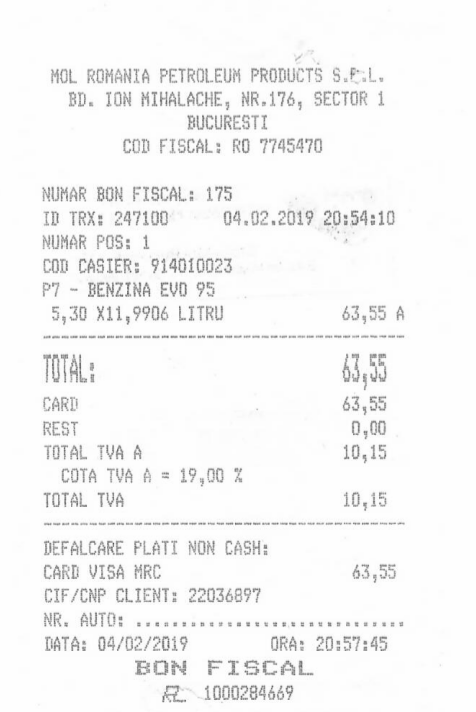 MOL ROMANIA PETROLEUM PRODUCTS S.R.L.
BD. ION MIHALACHE, NR.176, SECTOR 1
BUCURESTI
COD FISCAL: RO 7745470
NUMAR BON FISCAL: 175
ID TRX: 247100 04.02.2019 20:54:10
NUMAR POS: 1
COD CASIER: 914010023
P7 - BENZINA EVO 95
5,30 X11,9906 LITRU 63,55 A
TOTAL: 63,55
CARD 63,55
REST 0,00
TOTAL TVA A 10,15
COTA TVA A = 19,00 %
TOTAL TVA 10,15
DEFALCARE PLATI NON CASH:
CARD VISA MRC 63,55
CIF/CNP CLIENT: 22036897
NR. AUTO: ..............................
DATA: 04/02/2019 ORA: 20:57:45
BON FISCAL
1000284669